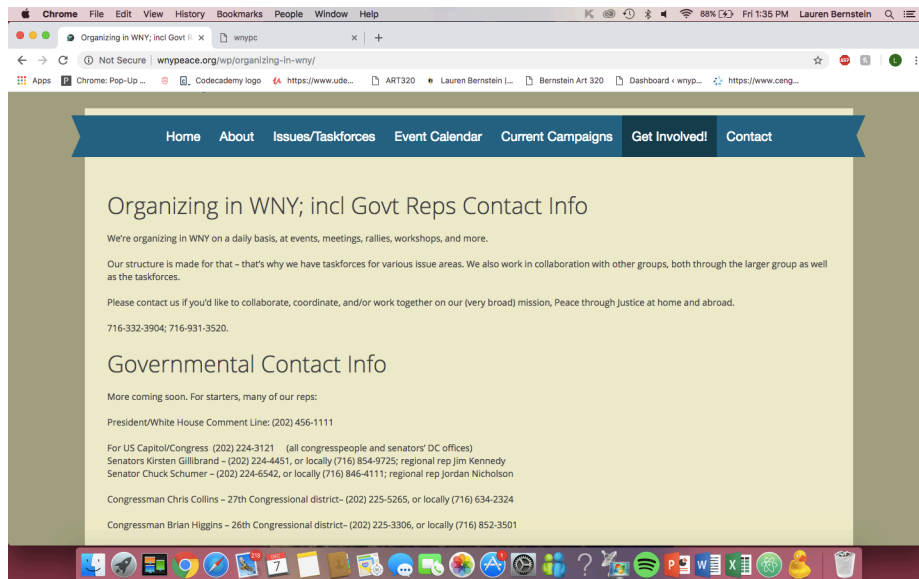 Chrome File Edit View History Bookmarks People Window Help 88% Fri 1:35 PM Lauren Bernstein
Organizing in WNY; incl Govt R wnypc
Not Secure wnypeace.org/wp/organizing-in-wny/
Apps Chrome: Pop-Up ... Codecademy logo https://www.ude... ART320 Lauren Bernstein |... Bernstein Art 320 Dashboard ‹ wnyp... https://www.ceng...
Home About Issues/Taskforces Event Calendar Current Campaigns Get Involved! Contact
Organizing in WNY; incl Govt Reps Contact Info
We're organizing in WNY on a daily basis, at events, meetings, rallies, workshops, and more.
Our structure is made for that – that's why we have taskforces for various issue areas. We also work in collaboration with other groups, both through the larger group as well
as the taskforces.
Please contact us if you'd like to collaborate, coordinate, and/or work together on our (very broad) mission, Peace through Justice at home and abroad.
716-332-3904; 716-931-3520.
Governmental Contact Info
More coming soon. For starters, many of our reps:
President/White House Comment Line: (202) 456-1111
For US Capitol/Congress (202) 224-3121 (all congresspeople and senators' DC offices)
Senators Kirsten Gillibrand – (202) 224-4451, or locally (716) 854-9725; regional rep Jim Kennedy
Senator Chuck Schumer – (202) 224-6542, or locally (716) 846-4111; regional rep Jordan Nicholson
Congressman Chris Collins – 27th Congressional district– (202) 225-5265, or locally (716) 634-2324
Congressman Brian Higgins – 26th Congressional district– (202) 225-3306, or locally (716) 852-3501
218 DEC 7 1